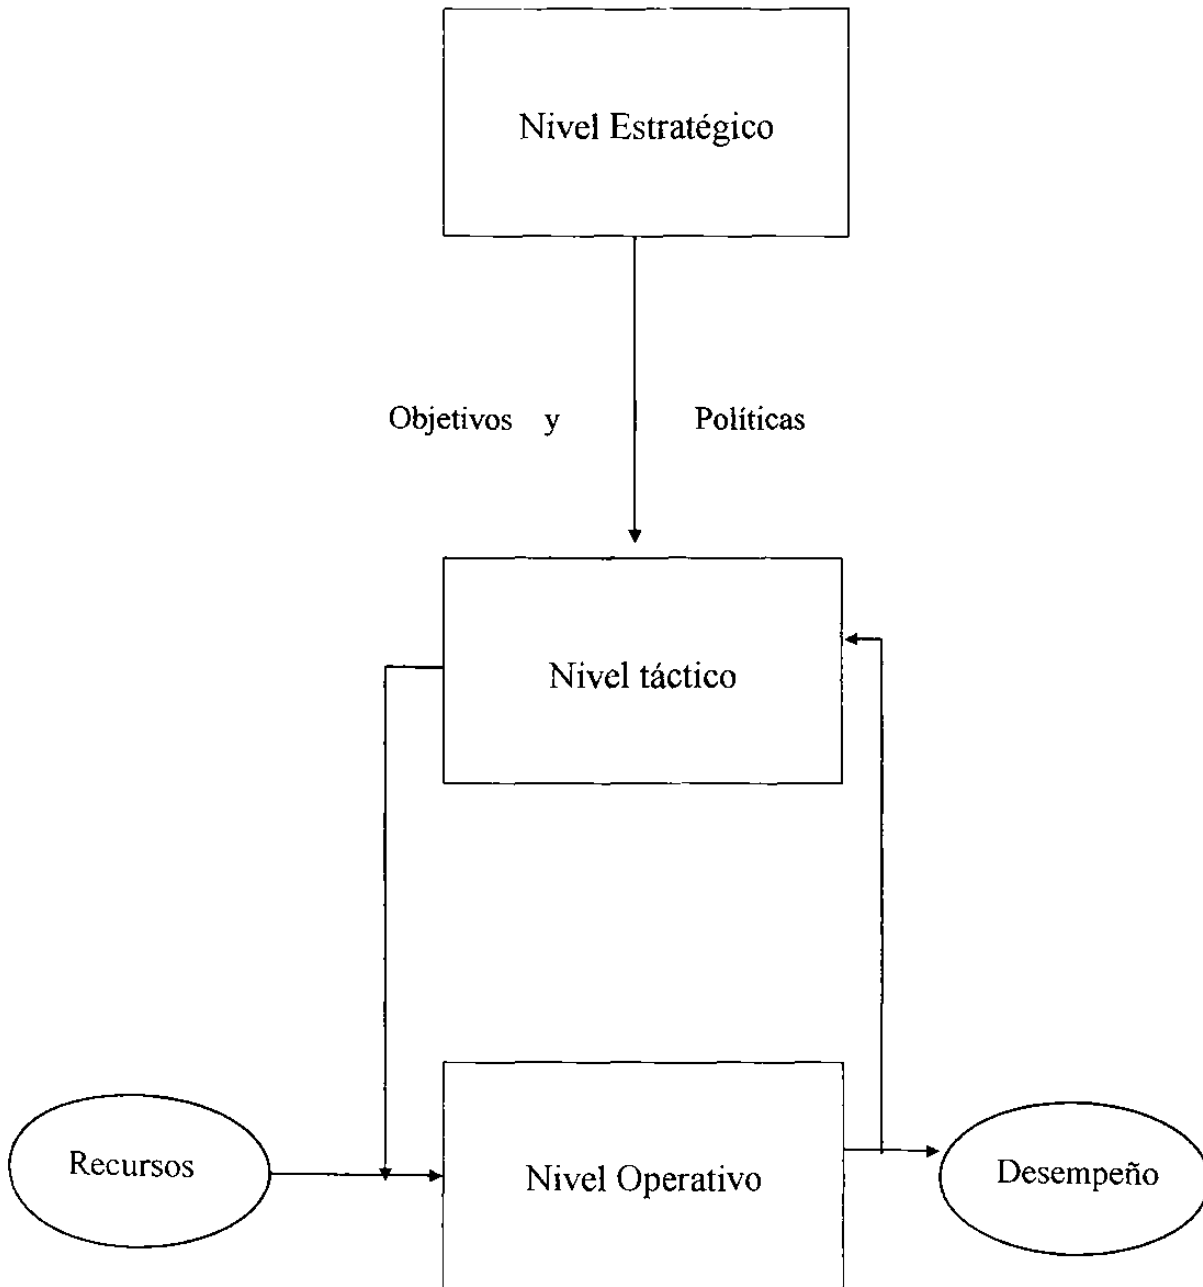 Nivel Estratégico
Objetivos y Políticas
Nivel táctico
Recursos
Nivel Operativo
Desempeño